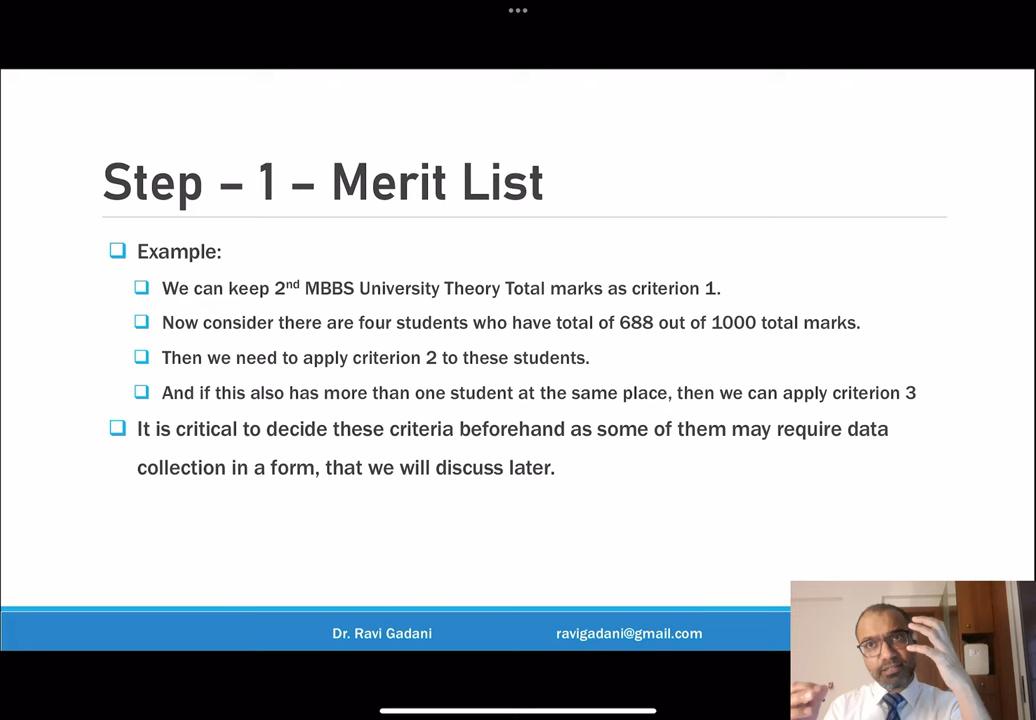 Step – 1 – Merit List
Example:
We can keep 2nd MBBS University Theory Total marks as criterion 1.
Now consider there are four students who have total of 688 out of 1000 total marks.
Then we need to apply criterion 2 to these students.
And if this also has more than one student at the same place, then we can apply criterion 3
It is critical to decide these criteria beforehand as some of them may require data
collection in a form, that we will discuss later.
Dr. Ravi Gadani ravigadani@gmail.com